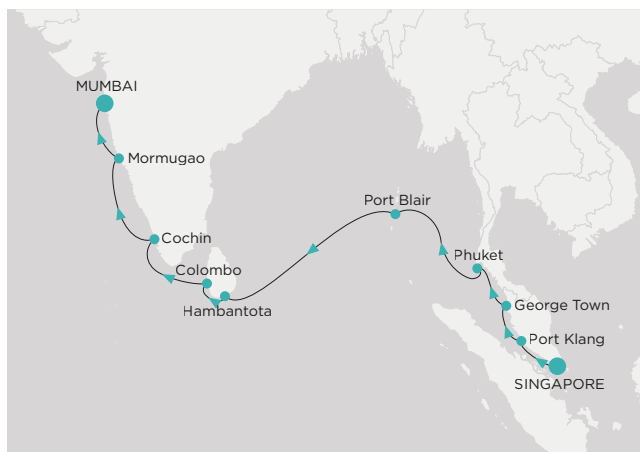 MUMBAI
Mormugao
Port Blair
Cochin
Phuket
Colombo
Hambantota
George Town
Port Klang
SINGAPORE